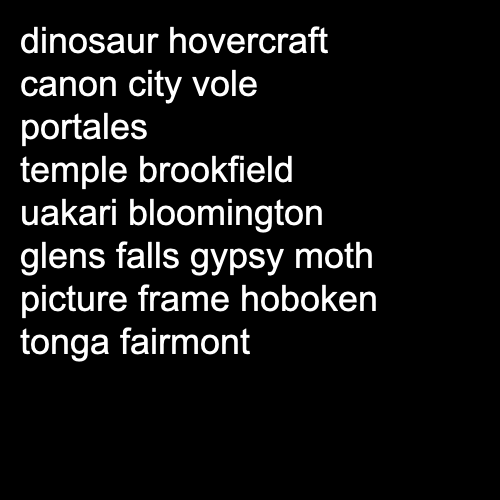 dinosaur hovercraft
canon city vole
portales
temple brookfield
uakari bloomington
glens falls gypsy moth
picture frame hoboken
tonga fairmont